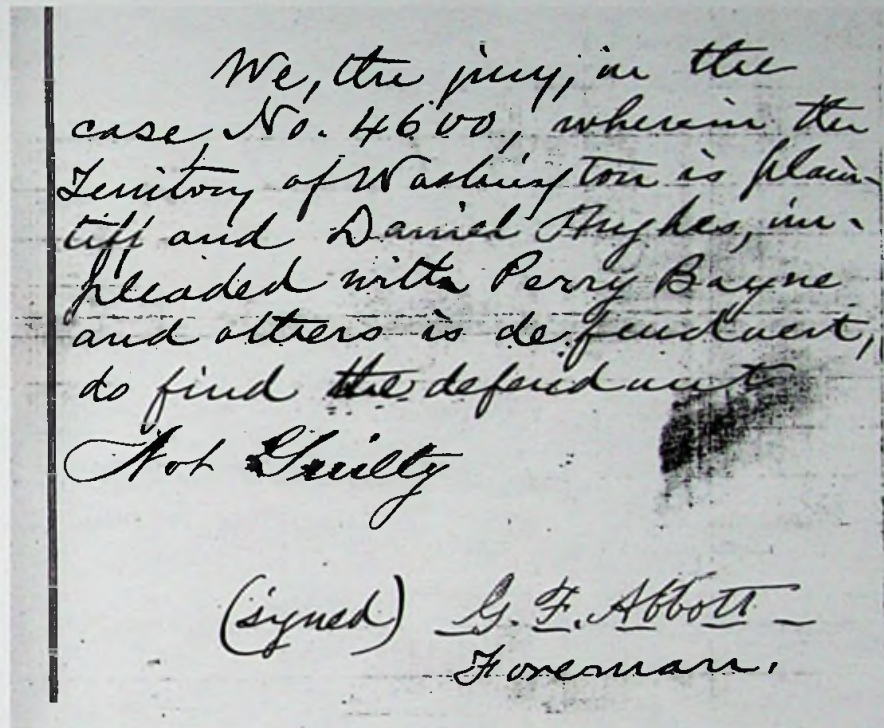 We, the jury, in the
case, No. 4600, wherein the
Territory of Washington is plain-
tiff and Daniel Hughes, im-
pleaded with Perry Bayne
and others is defendant,
do find the defendant
Not Guilty
(signed) G. F. Abbott
Foreman.